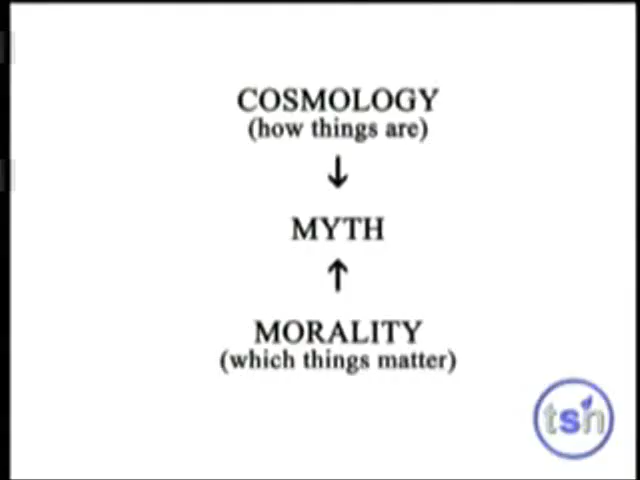 COSMOLOGY
(how things are)
↓
MYTH
↑
MORALITY
(which things matter)
tsh